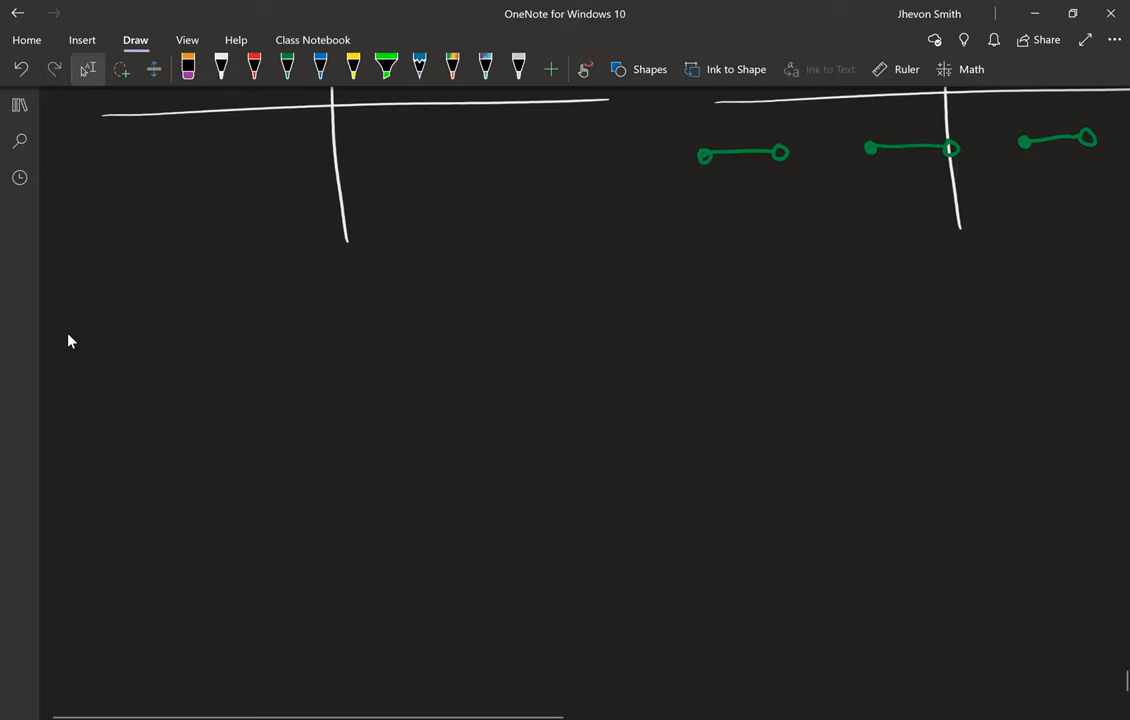 OneNote for Windows 10
Jhevon Smith
Home Insert Draw View Help Class Notebook
Share
Shapes
Ink to Shape
Ink to Text
Ruler
Math